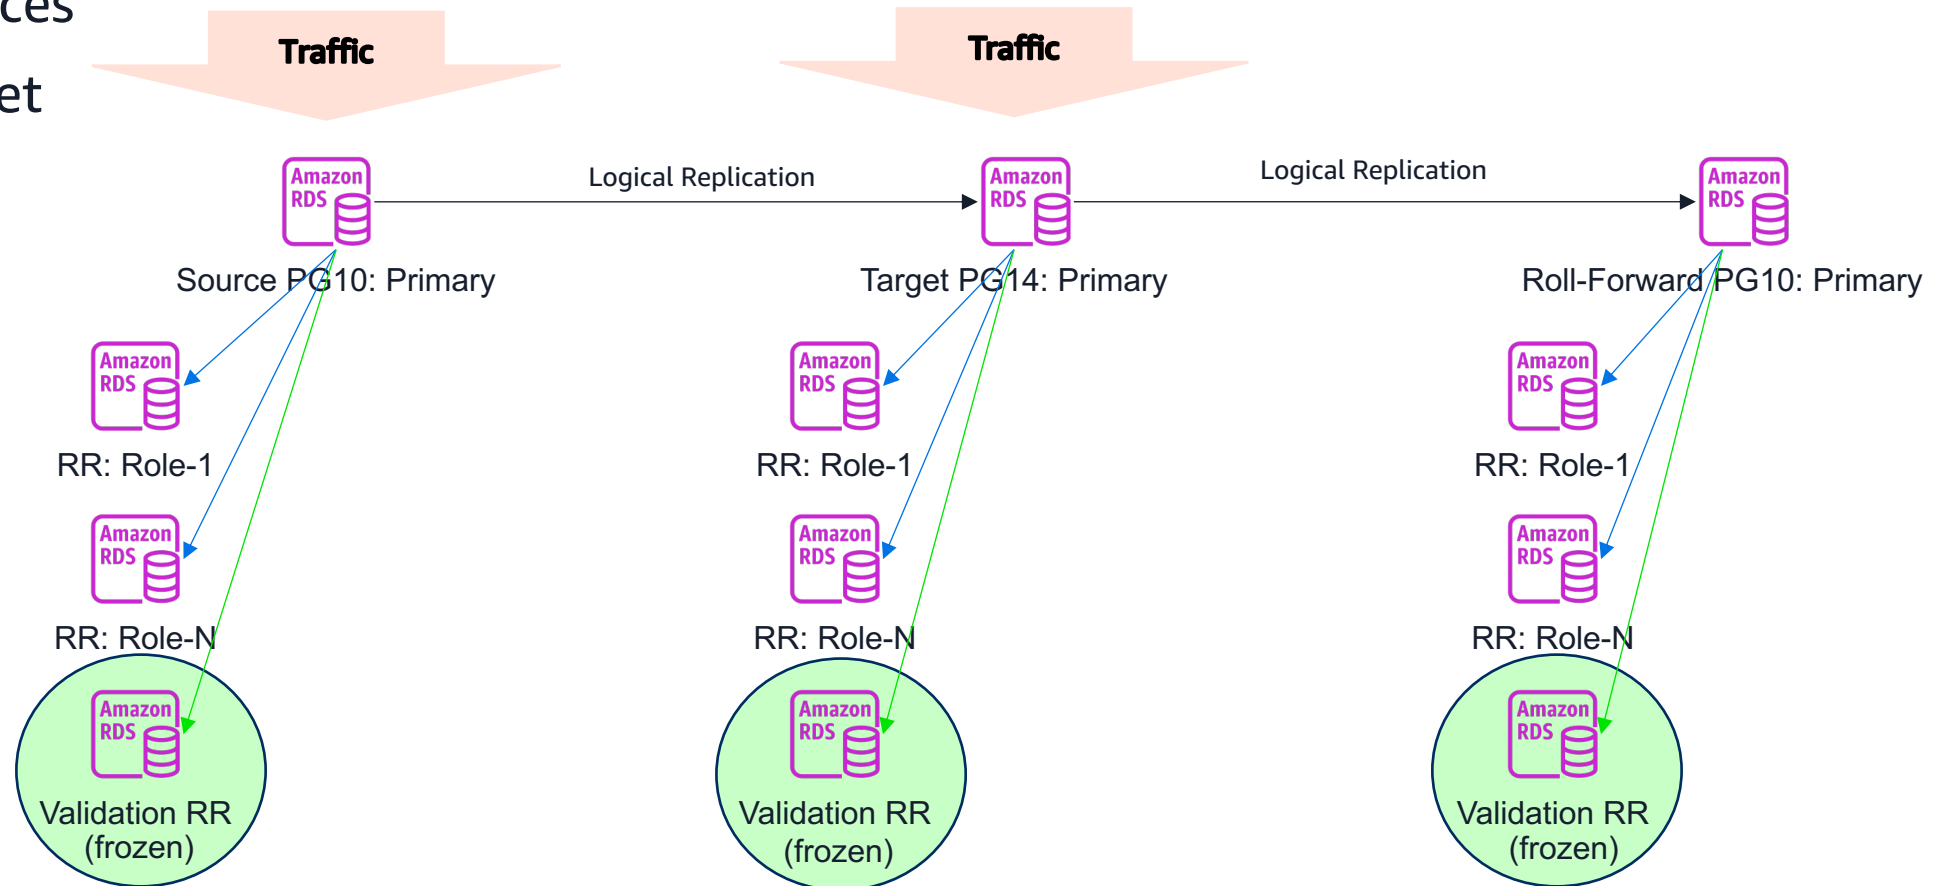 ces
et
Traffic
Traffic
Amazon
RDS
Logical Replication
Amazon
RDS
Logical Replication
Amazon
RDS
Source PG10: Primary
Target PG14: Primary
Roll-Forward PG10: Primary
Amazon
RDS
RR: Role-1
Amazon
RDS
RR: Role-1
Amazon
RDS
RR: Role-1
Amazon
RDS
RR: Role-N
Amazon
RDS
RR: Role-N
Amazon
RDS
RR: Role-N
Amazon
RDS
Validation RR
(frozen)
Amazon
RDS
Validation RR
(frozen)
Amazon
RDS
Validation RR
(frozen)